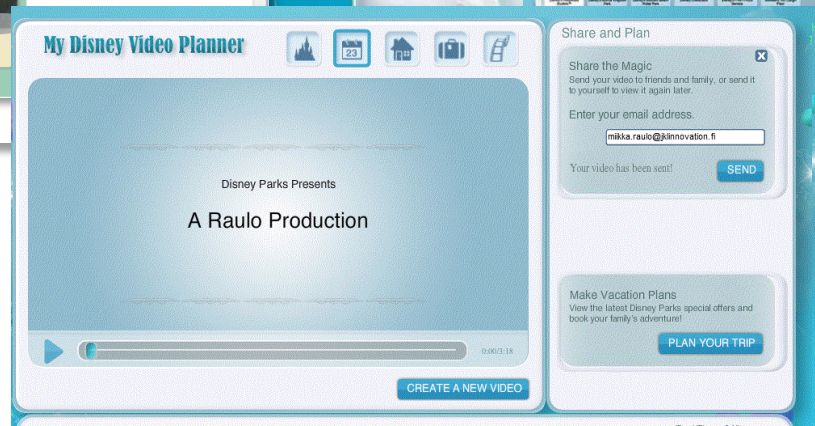 My Disney Video Planner
23
Disney Parks Presents
A Raulo Production
0:00/3:18
CREATE A NEW VIDEO
Share and Plan
Share the Magic
Send your video to friends and family, or send it
to yourself to view it again later.
Enter your email address.
miikka.raulo@jklinnovation.fi
Your video has been sent!
SEND
Make Vacation Plans
View the latest Disney Parks special offers and
book your family's adventure!
PLAN YOUR TRIP